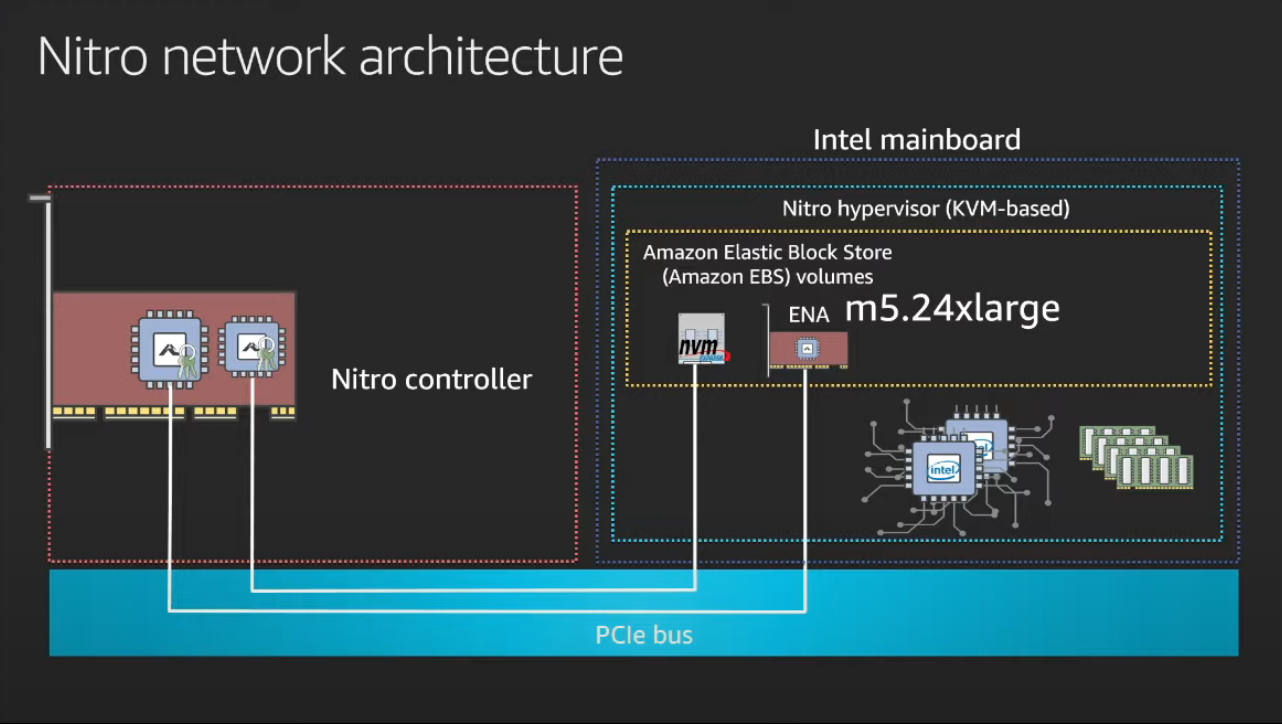 Nitro network architecture
Intel mainboard
Nitro hypervisor (KVM-based)
Amazon Elastic Block Store
(Amazon EBS) volumes
ENA m5.24xlarge
nvm
Nitro controller
intel
intel
PCIe bus